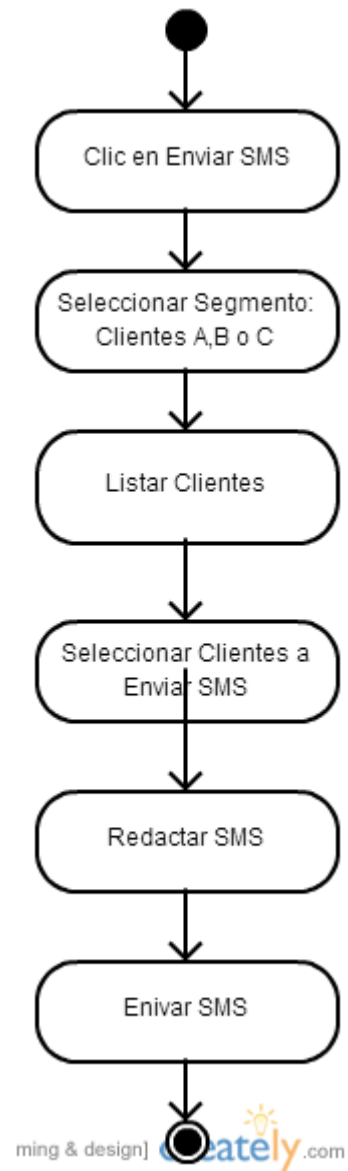 Clic en Enviar SMS
Seleccionar Segmento:
Clientes A,B o C
Listar Clientes
Seleccionar Clientes a
Enviar SMS
Redactar SMS
Enivar SMS
ming & design] eately.com